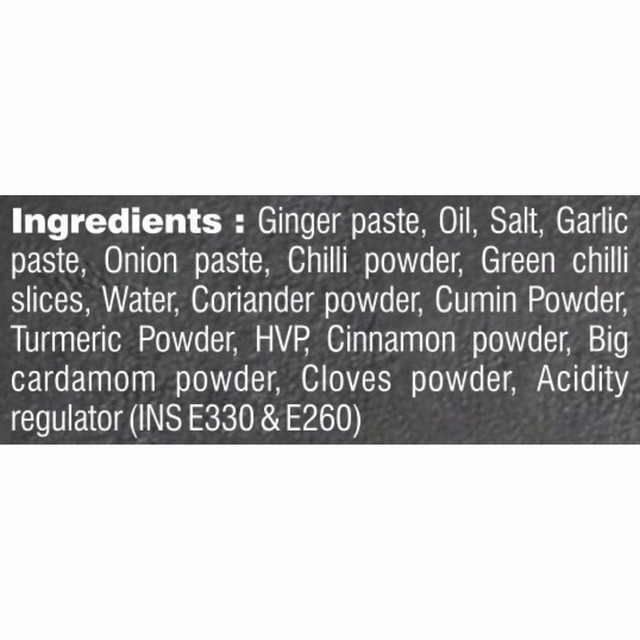 Ingredients : Ginger paste, Oil, Salt, Garlic
paste, Onion paste, Chilli powder, Green chilli
slices, Water, Coriander powder, Cumin Powder,
Turmeric Powder, HVP, Cinnamon powder, Big
cardamom powder, Cloves powder, Acidity
regulator (INS E330 & E260)